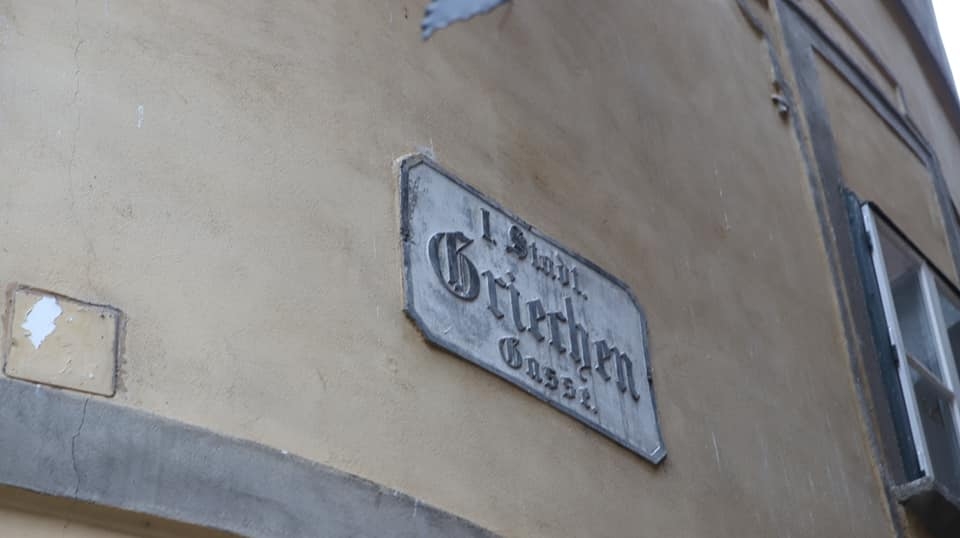 I Stadt.
Griechen
Gasse.